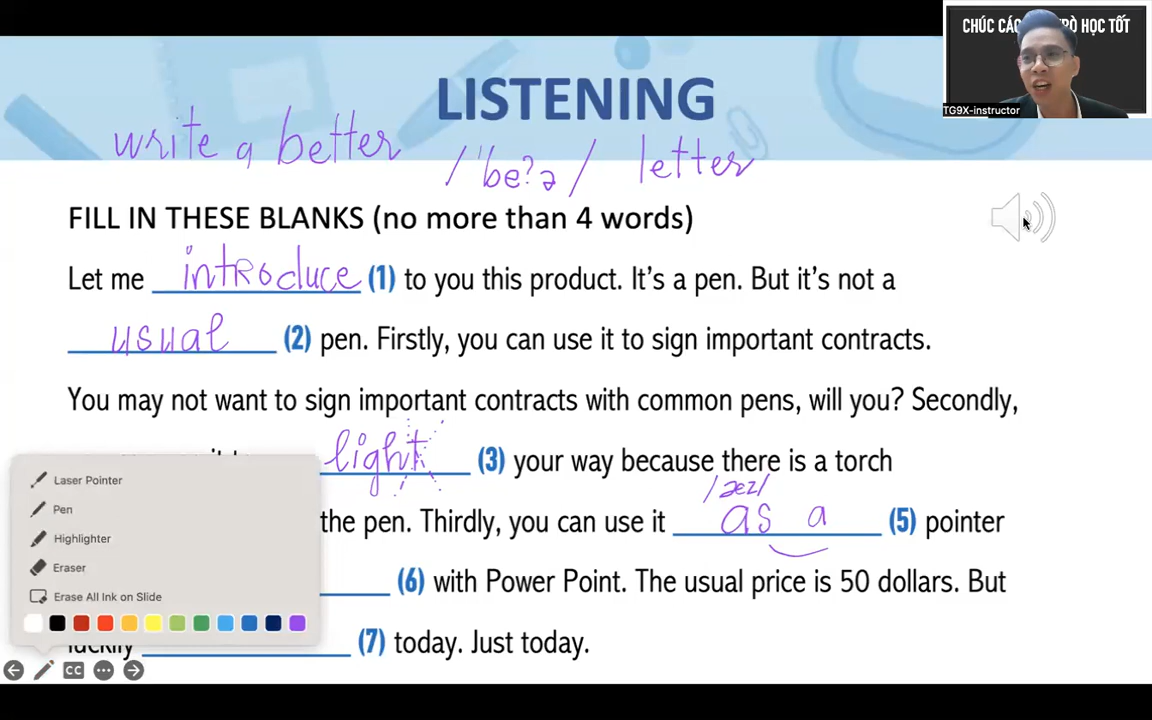 CHÚC CÁC TRÒ HỌC TỐT
TG9X-instructor
LISTENING
write a better /'be?ə/ letter
FILL IN THESE BLANKS (no more than 4 words)
Let me introduce (1) to you this product. It's a pen. But it's not a
usual (2) pen. Firstly, you can use it to sign important contracts.
You may not want to sign important contracts with common pens, will you? Secondly,
light (3) your way because there is a torch
/æz/
the pen. Thirdly, you can use it as a (5) pointer
(6) with Power Point. The usual price is 50 dollars. But
luckily (7) today. Just today.
Laser Pointer
Pen
Highlighter
Eraser
Erase All Ink on Slide
CC